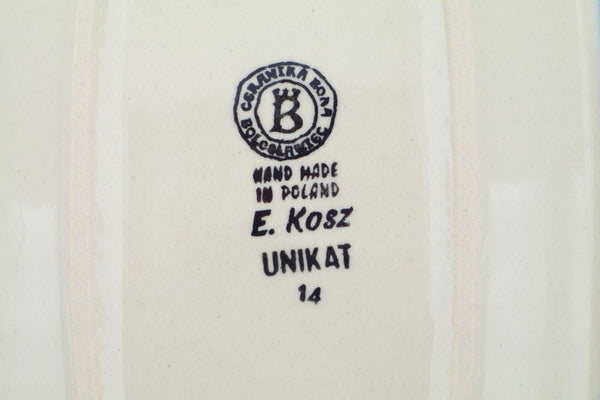 CERAMIKA BONA
B
BOLESŁAWIEC
HAND MADE
IN POLAND
E. KOSZ
UNIKAT
14